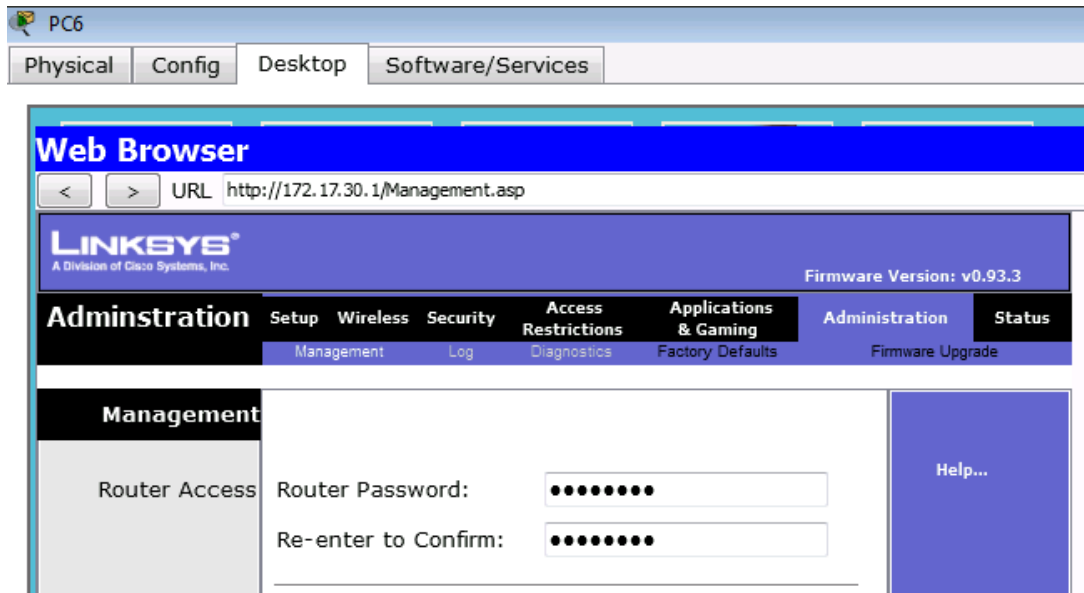 PC6
Physical Config Desktop Software/Services
Web Browser
< > URL http://172.17.30.1/Management.asp
LINKSYS®
A Division of Cisco Systems, Inc.
Firmware Version: v0.93.3
Adminstration Setup Wireless Security Access Restrictions Applications & Gaming Administration Status
Management Log Diagnostics Factory Defaults Firmware Upgrade
Management
Help...
Router Access Router Password: ••••••••
Re-enter to Confirm: ••••••••